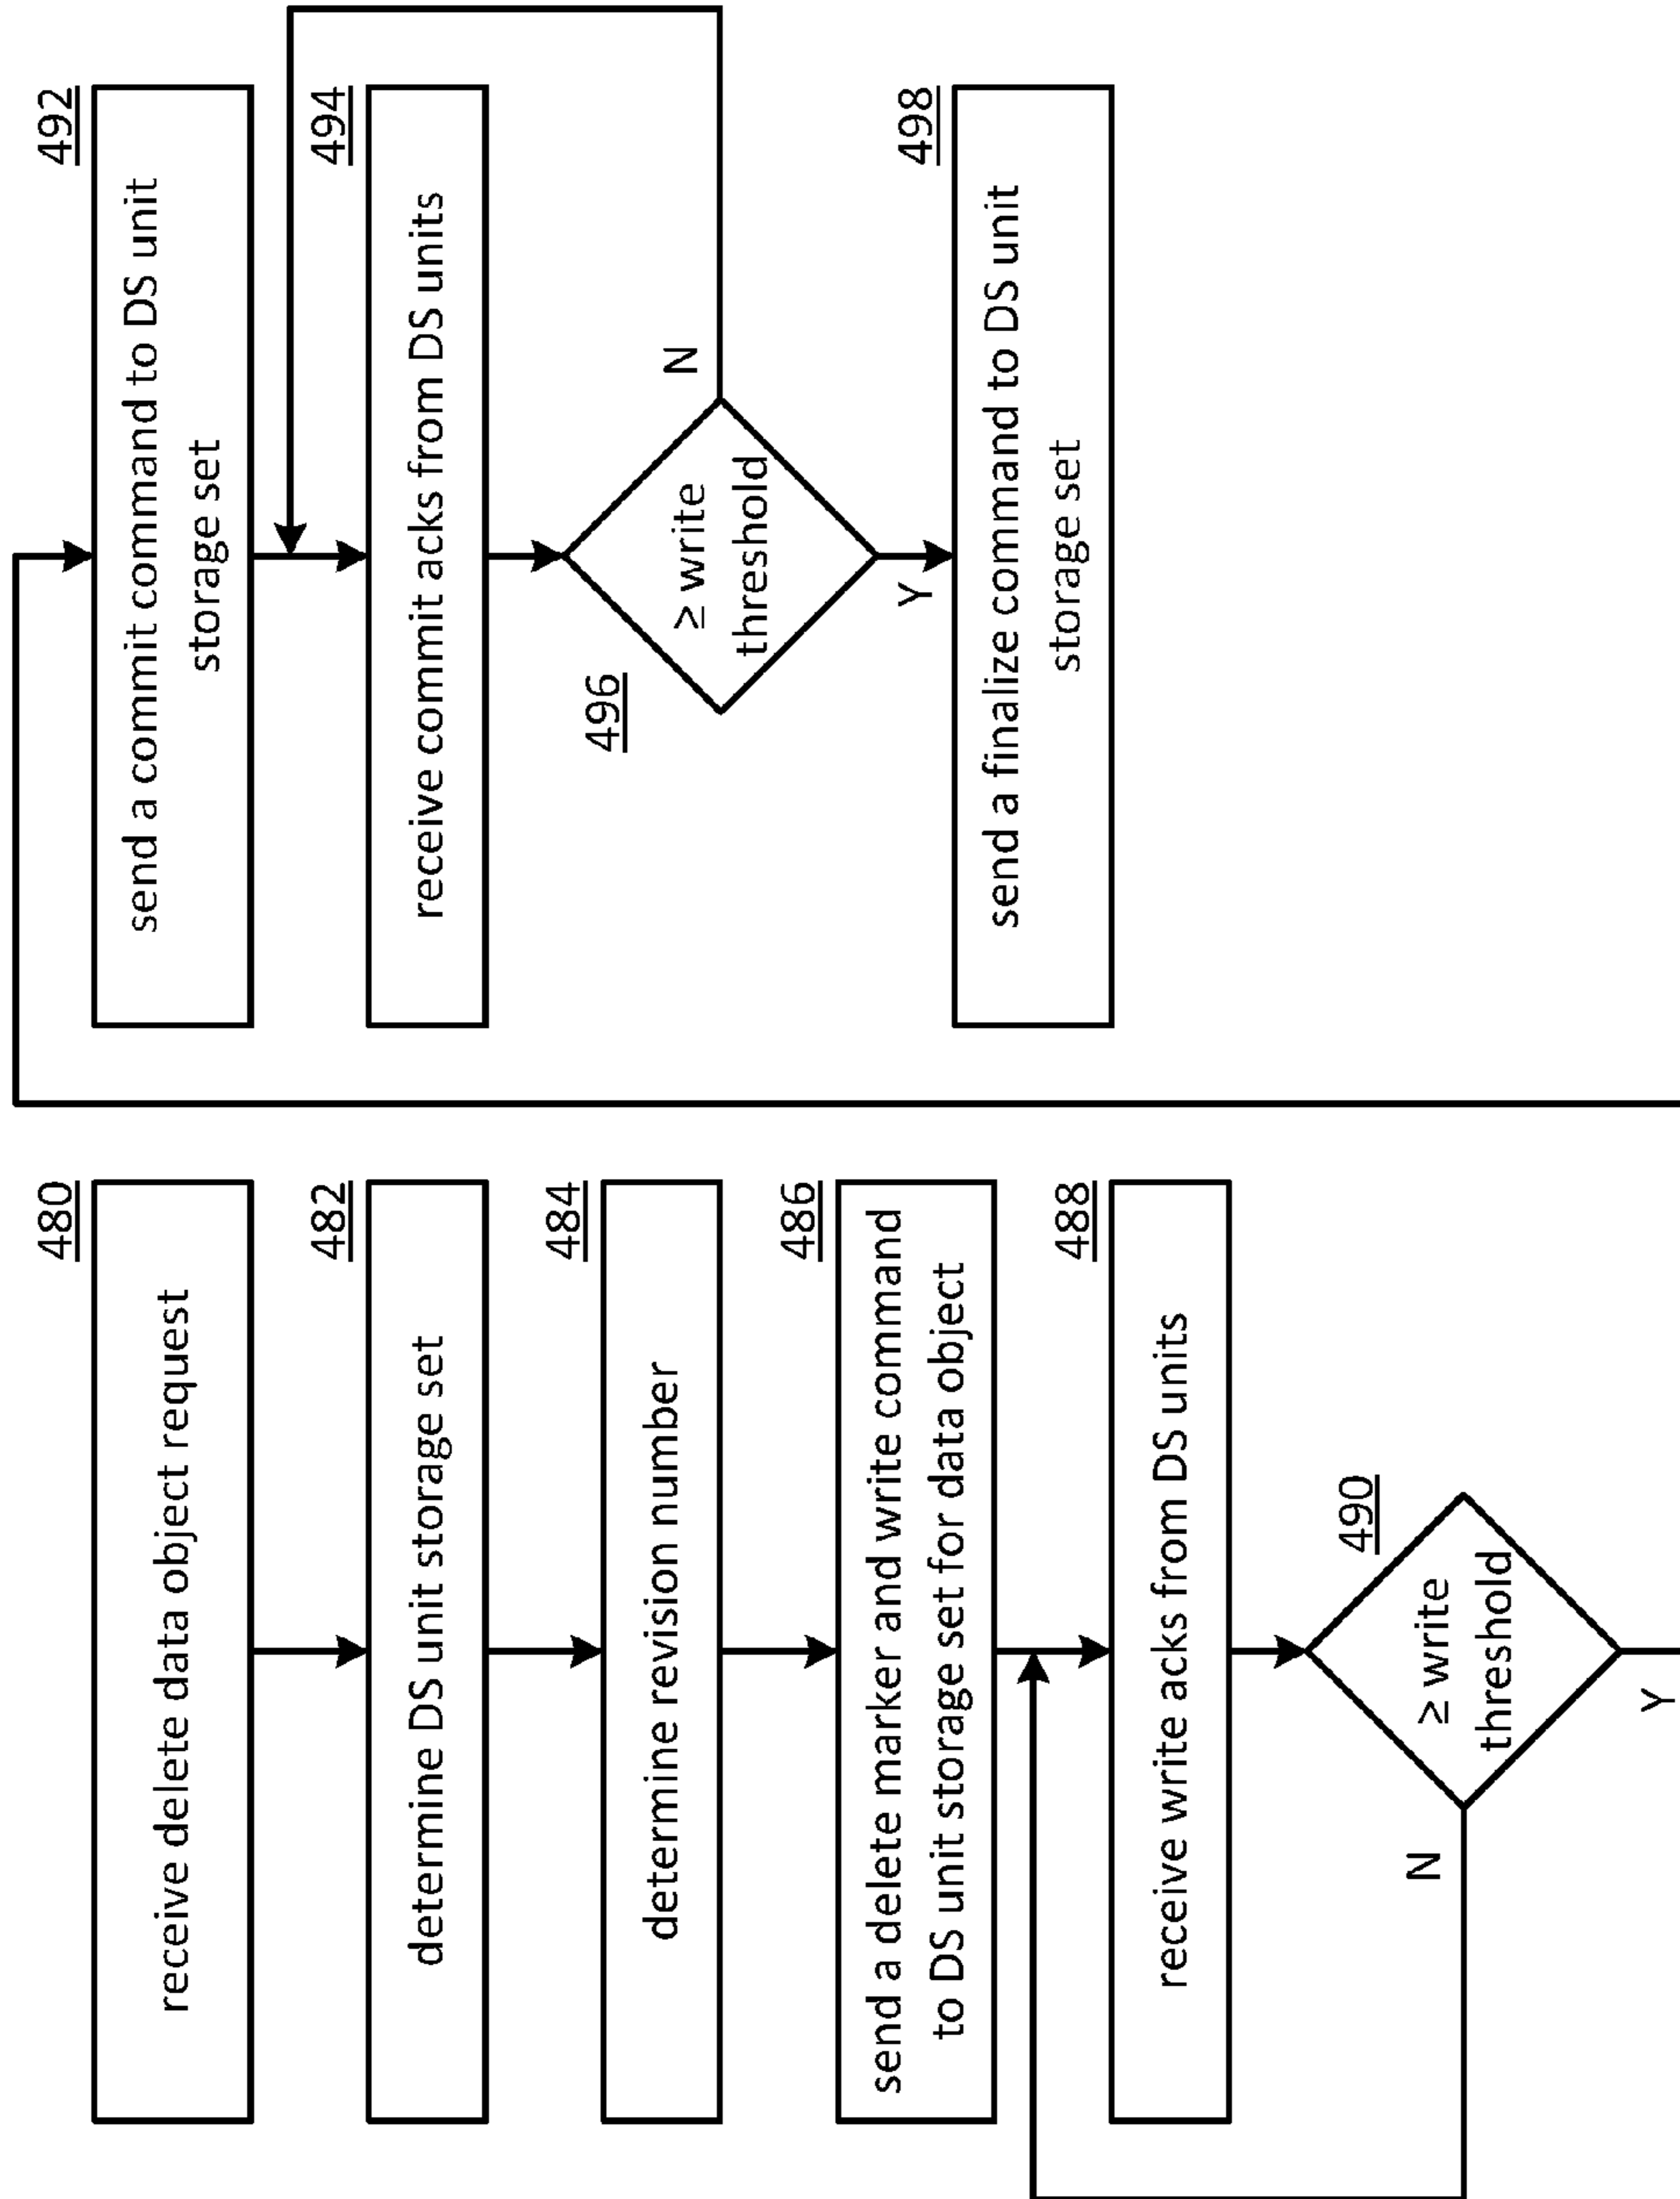 480
receive delete data object request
482
determine DS unit storage set
484
determine revision number
486
send a delete marker and write command
to DS unit storage set for data object
488
receive write acks from DS units
490
≥ write
threshold
N
Y
492
send a commit command to DS unit
storage set
494
receive commit acks from DS units
496
≥ write
threshold
N
Y
498
send a finalize command to DS unit
storage set